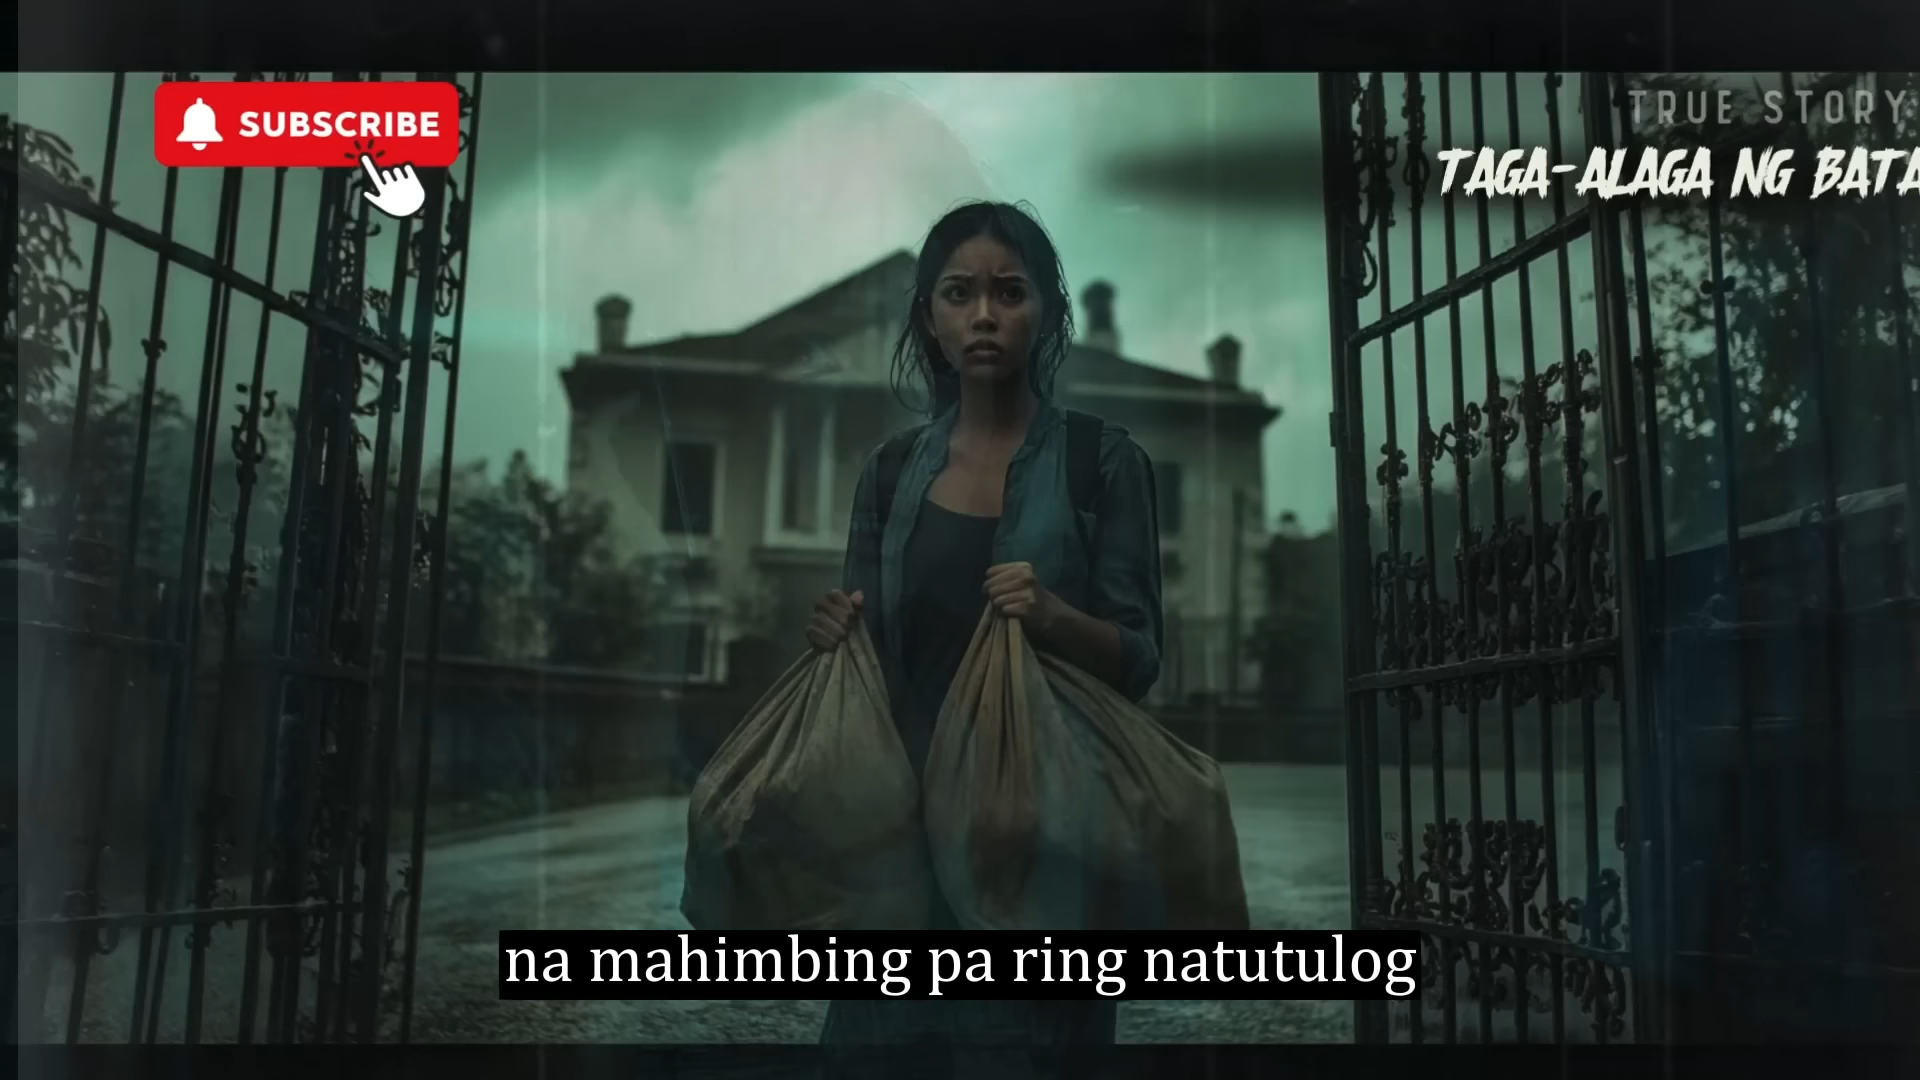 SUBSCRIBE
TRUE STORY
TAGA-ALAGA NG BATA
na mahimbing pa ring natutulog